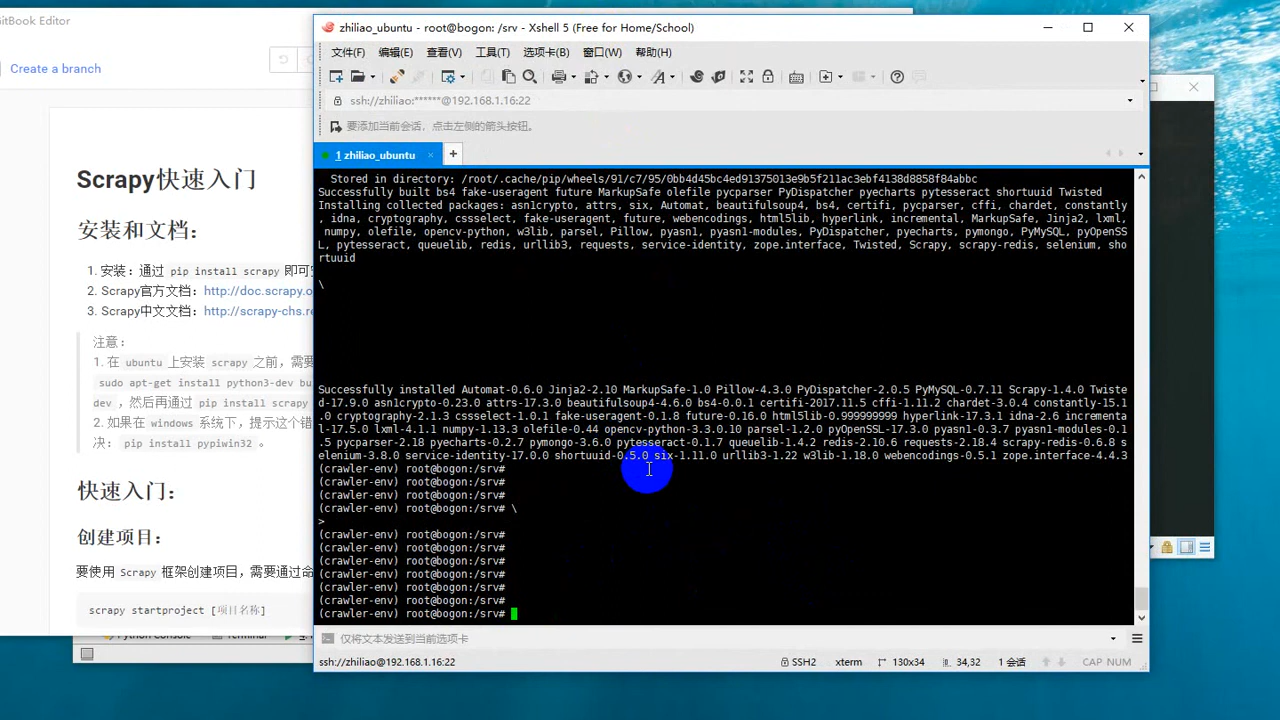 itBook Editor
Create a branch
Scrapy快速入门
安装和文档：
1. 安装：通过 pip install scrapy 即可
2. Scrapy官方文档：http://doc.scrapy.o
3. Scrapy中文文档：http://scrapy-chs.re
注意：
1. 在 ubuntu 上安装 scrapy 之前，需要
sudo apt-get install python3-dev bu
dev，然后再通过 pip install scrapy
2. 如果在 windows 系统下，提示这个错
决：pip install pypiwin32 。
快速入门：
创建项目：
要使用 Scrapy 框架创建项目，需要通过命
scrapy startproject [项目名称]
Python Console
Terminal
zhiliao_ubuntu - root@bogon: /srv - Xshell 5 (Free for Home/School)
文件(F) 编辑(E) 查看(V) 工具(T) 选项卡(B) 窗口(W) 帮助(H)
ssh://zhiliao:******@192.168.1.16:22
要添加当前会话，点击左侧的箭头按钮。
1 zhiliao_ubuntu × +
Stored in directory: /root/.cache/pip/wheels/91/c7/95/0bb4d45bc4ed91375013e9b5f211ac3ebf4138d8858f84abbc
Successfully built bs4 fake-useragent future MarkupSafe olefile pycparser PyDispatcher pyecharts pytesseract shortuuid Twisted
Installing collected packages: asn1crypto, attrs, six, Automat, beautifulsoup4, bs4, certifi, pycparser, cffi, chardet, constantly
, idna, cryptography, cssselect, fake-useragent, future, webencodings, html5lib, hyperlink, incremental, MarkupSafe, Jinja2, lxml,
numpy, olefile, opencv-python, w3lib, parsel, Pillow, pyasn1, pyasn1-modules, PyDispatcher, pyecharts, pymongo, PyMySQL, pyOpenSS
L, pytesseract, queuelib, redis, urllib3, requests, service-identity, zope.interface, Twisted, Scrapy, scrapy-redis, selenium, sho
rtuuid
\
Successfully installed Automat-0.6.0 Jinja2-2.10 MarkupSafe-1.0 Pillow-4.3.0 PyDispatcher-2.0.5 PyMySQL-0.7.11 Scrapy-1.4.0 Twiste
d-17.9.0 asn1crypto-0.23.0 attrs-17.3.0 beautifulsoup4-4.6.0 bs4-0.0.1 certifi-2017.11.5 cffi-1.11.2 chardet-3.0.4 constantly-15.1
.0 cryptography-2.1.3 cssselect-1.0.1 fake-useragent-0.1.8 future-0.16.0 html5lib-0.999999999 hyperlink-17.3.1 idna-2.6 incrementa
l-17.5.0 lxml-4.1.1 numpy-1.13.3 olefile-0.44 opencv-python-3.3.0.10 parsel-1.2.0 pyOpenSSL-17.3.0 pyasn1-0.3.7 pyasn1-modules-0.1
.5 pycparser-2.18 pyecharts-0.2.7 pymongo-3.6.0 pytesseract-0.1.7 queuelib-1.4.2 redis-2.10.6 requests-2.18.4 scrapy-redis-0.6.8 s
elenium-3.8.0 service-identity-17.0.0 shortuuid-0.5.0 six-1.11.0 urllib3-1.22 w3lib-1.18.0 webencodings-0.5.1 zope.interface-4.4.3
(crawler-env) root@bogon:/srv#
(crawler-env) root@bogon:/srv#
(crawler-env) root@bogon:/srv#
(crawler-env) root@bogon:/srv# \
>
(crawler-env) root@bogon:/srv#
(crawler-env) root@bogon:/srv#
(crawler-env) root@bogon:/srv#
(crawler-env) root@bogon:/srv#
(crawler-env) root@bogon:/srv#
(crawler-env) root@bogon:/srv#
(crawler-env) root@bogon:/srv#
仅将文本发送到当前选项卡
ssh://zhiliao@192.168.1.16:22 SSH2 xterm 130x34 34,32 1 会话 CAP NUM